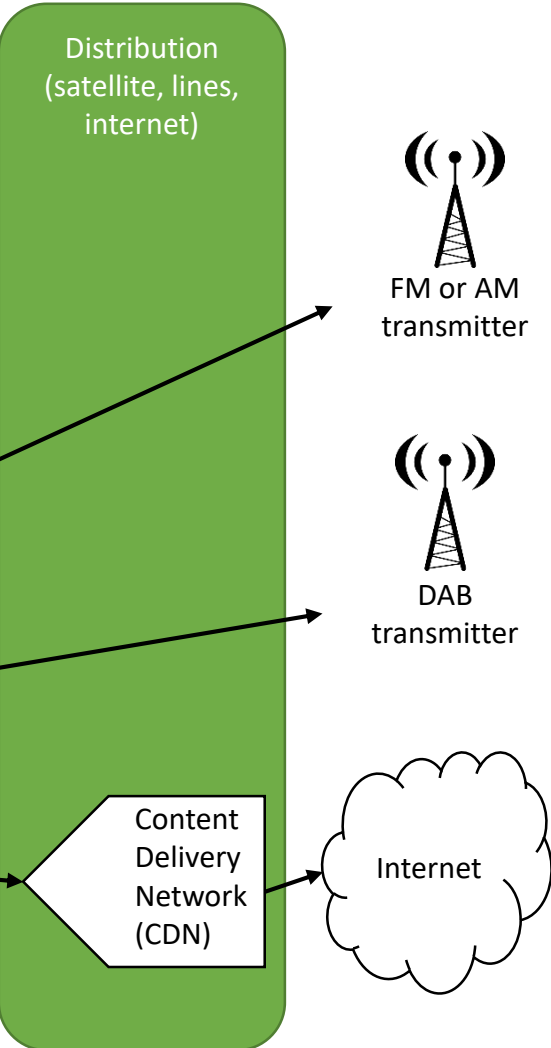 Distribution
(satellite, lines,
internet)
FM or AM
transmitter
DAB
transmitter
Content
Delivery
Network
(CDN)
Internet